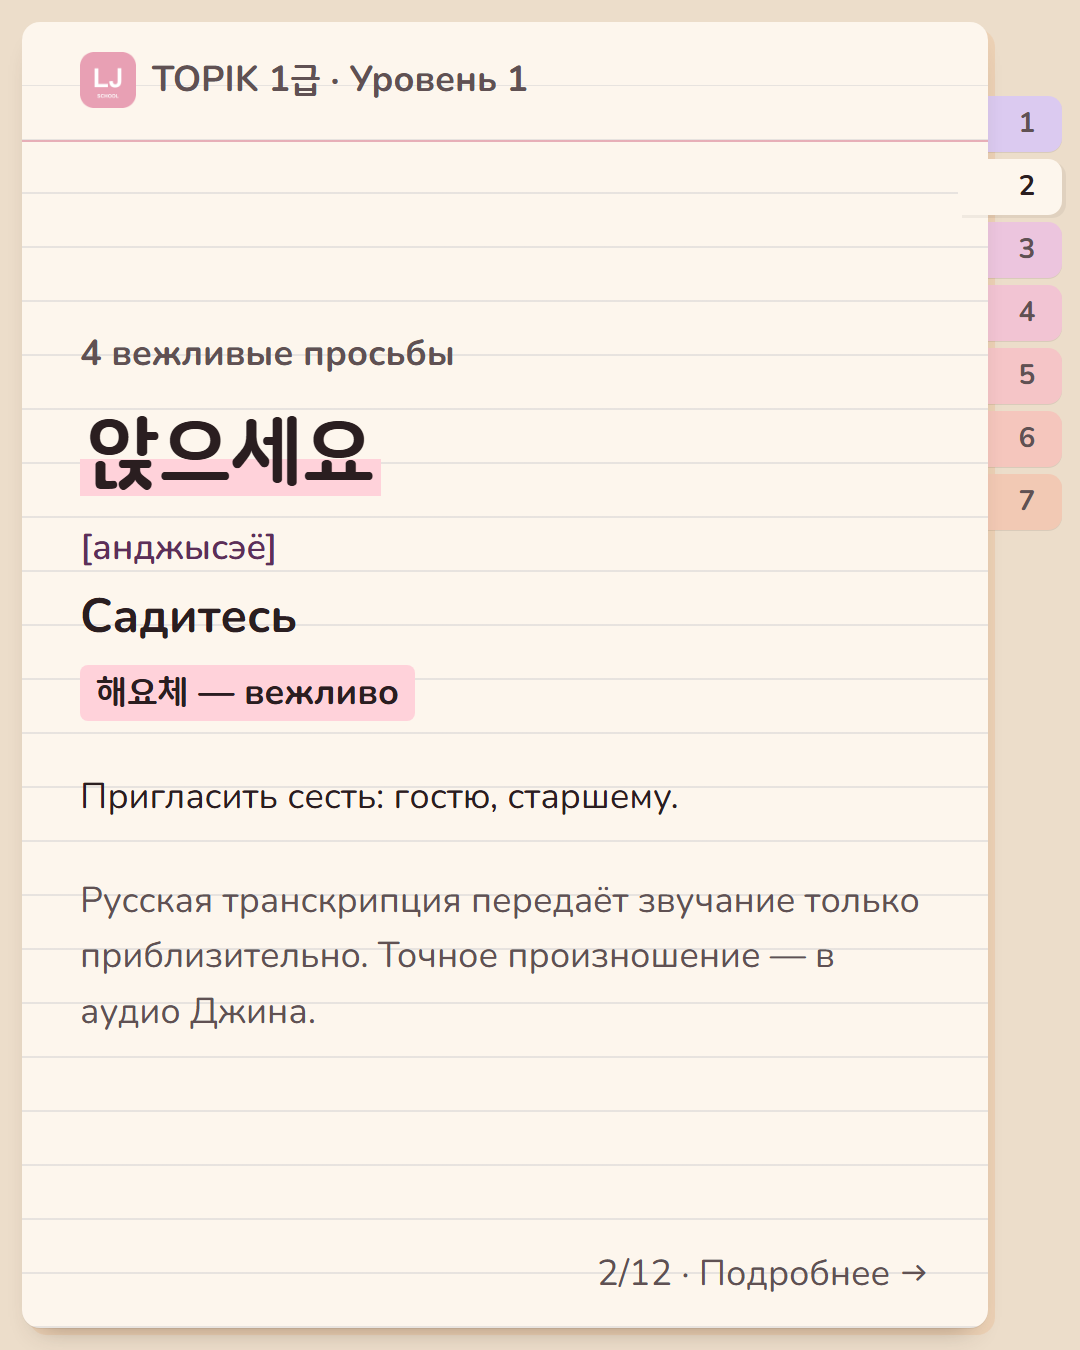 LJ
SCHOOL
TOPIK 1급 · Уровень 1
1
2
3
4
5
6
7
4 вежливые просьбы
앉으세요
[анджысэё]
Садитесь
해요체 — вежливо
Пригласить сесть: гостю, старшему.
Русская транскрипция передаёт звучание только
приблизительно. Точное произношение — в
аудио Джина.
2/12 · Подробнее →